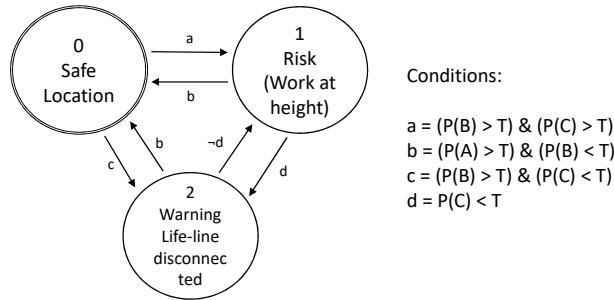 0
Safe
Location
a
b
1
Risk
(Work at
height)
c
b
¬d
d
2
Warning
Life-line
disconnec
ted
Conditions:
a = (P(B) > T) & (P(C) > T)
b = (P(A) > T) & (P(B) < T)
c = (P(B) > T) & (P(C) < T)
d = P(C) < T